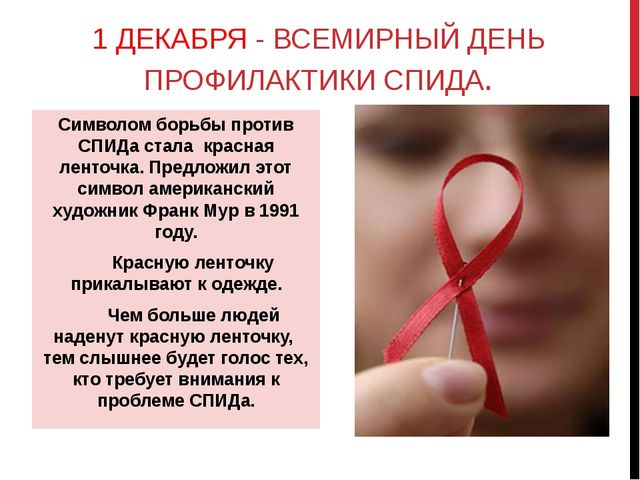 1 ДЕКАБРЯ - ВСЕМИРНЫЙ ДЕНЬ
ПРОФИЛАКТИКИ СПИДА.
Символом борьбы против
СПИДа стала красная
ленточка. Предложил этот
символ американский
художник Франк Мур в 1991
году.
Красную ленточку
прикалывают к одежде.
Чем больше людей
наденут красную ленточку,
тем слышнее будет голос тех,
кто требует внимания к
проблеме СПИДа.